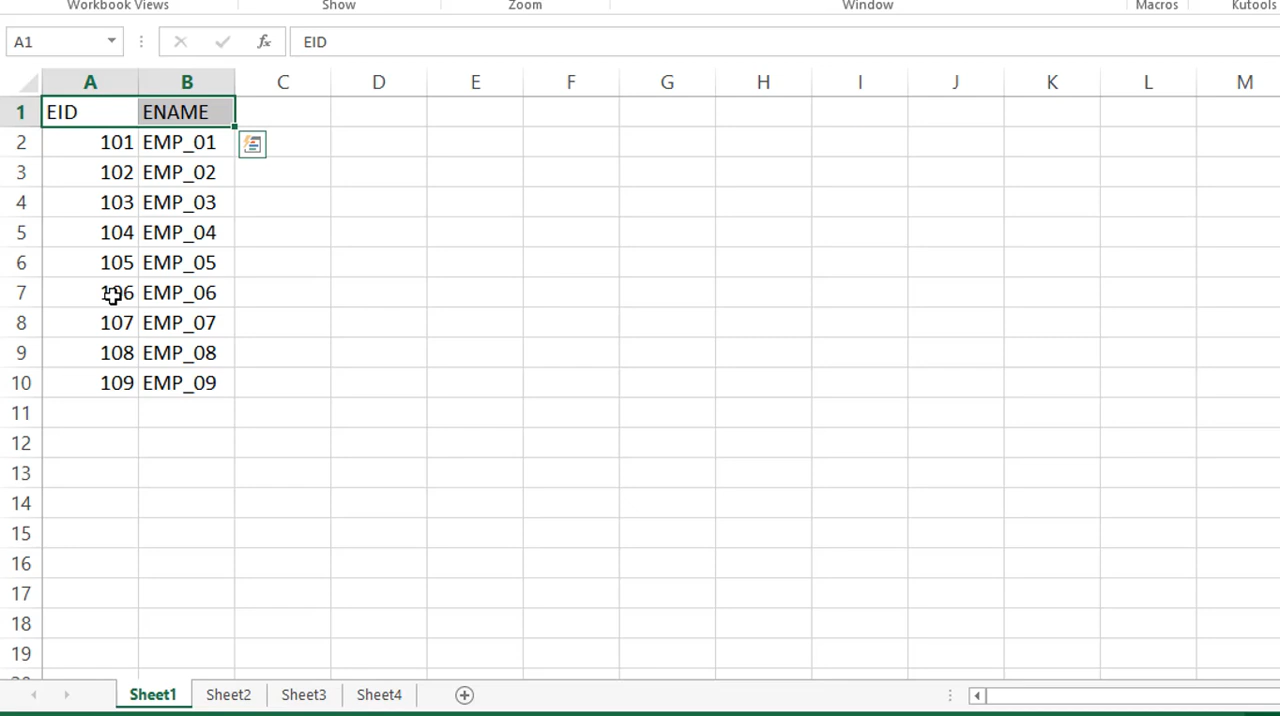 Workbook Views Show Zoom Window Macros Kutools
A1 fx EID
A B C D E F G H I J K L M
1 EID ENAME
2 101 EMP_01
3 102 EMP_02
4 103 EMP_03
5 104 EMP_04
6 105 EMP_05
7 106 EMP_06
8 107 EMP_07
9 108 EMP_08
10 109 EMP_09
11
12
13
14
15
16
17
18
19
Sheet1 Sheet2 Sheet3 Sheet4